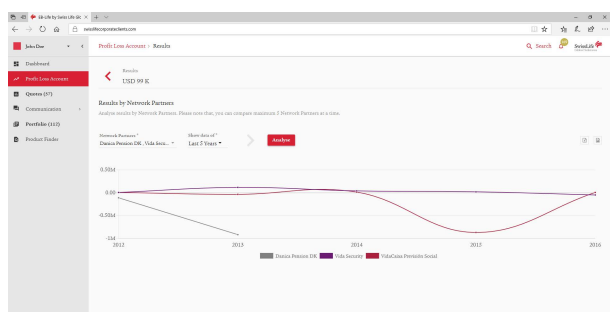 EB Life by Swiss Life Glo
swisslifecorporateclients.com
John Doe
Profit Loss Account > Results
Search
SwissLife
Dashboard
Profit Loss Account
Quotes (57)
Communication
Portfolio (112)
Product Finder
Results
USD 99 K
Results by Network Partners
Analyse results by Network Partners. Please note that, you can compare maximum 5 Network Partners at a time.
Network Partners *
Danica Pension DK , Vida Secu...
Show data of *
Last 5 Years
Analyse
0.50M
0.00
-0.50M
-1M
2012 2013 2014 2015 2016
Danica Pension DK Vida Security VidaCaixa Previsión Social